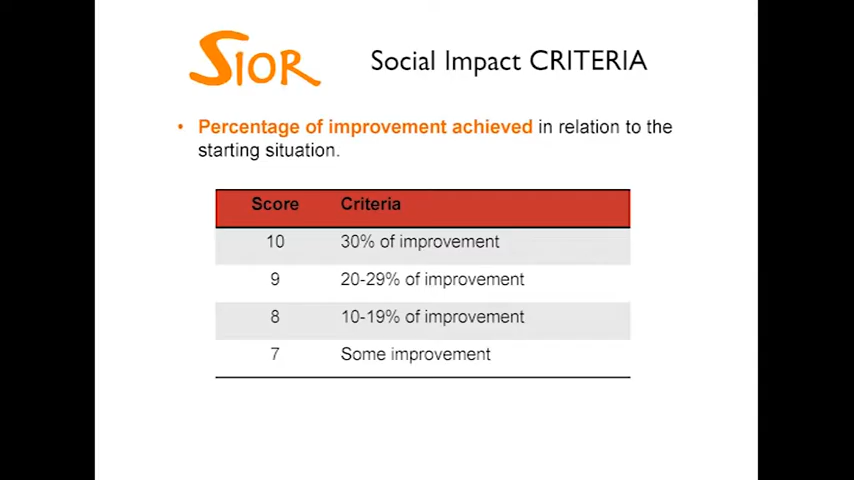 SIOR
Social Impact CRITERIA
• Percentage of improvement achieved in relation to the
starting situation.
Score Criteria
10 30% of improvement
9 20-29% of improvement
8 10-19% of improvement
7 Some improvement